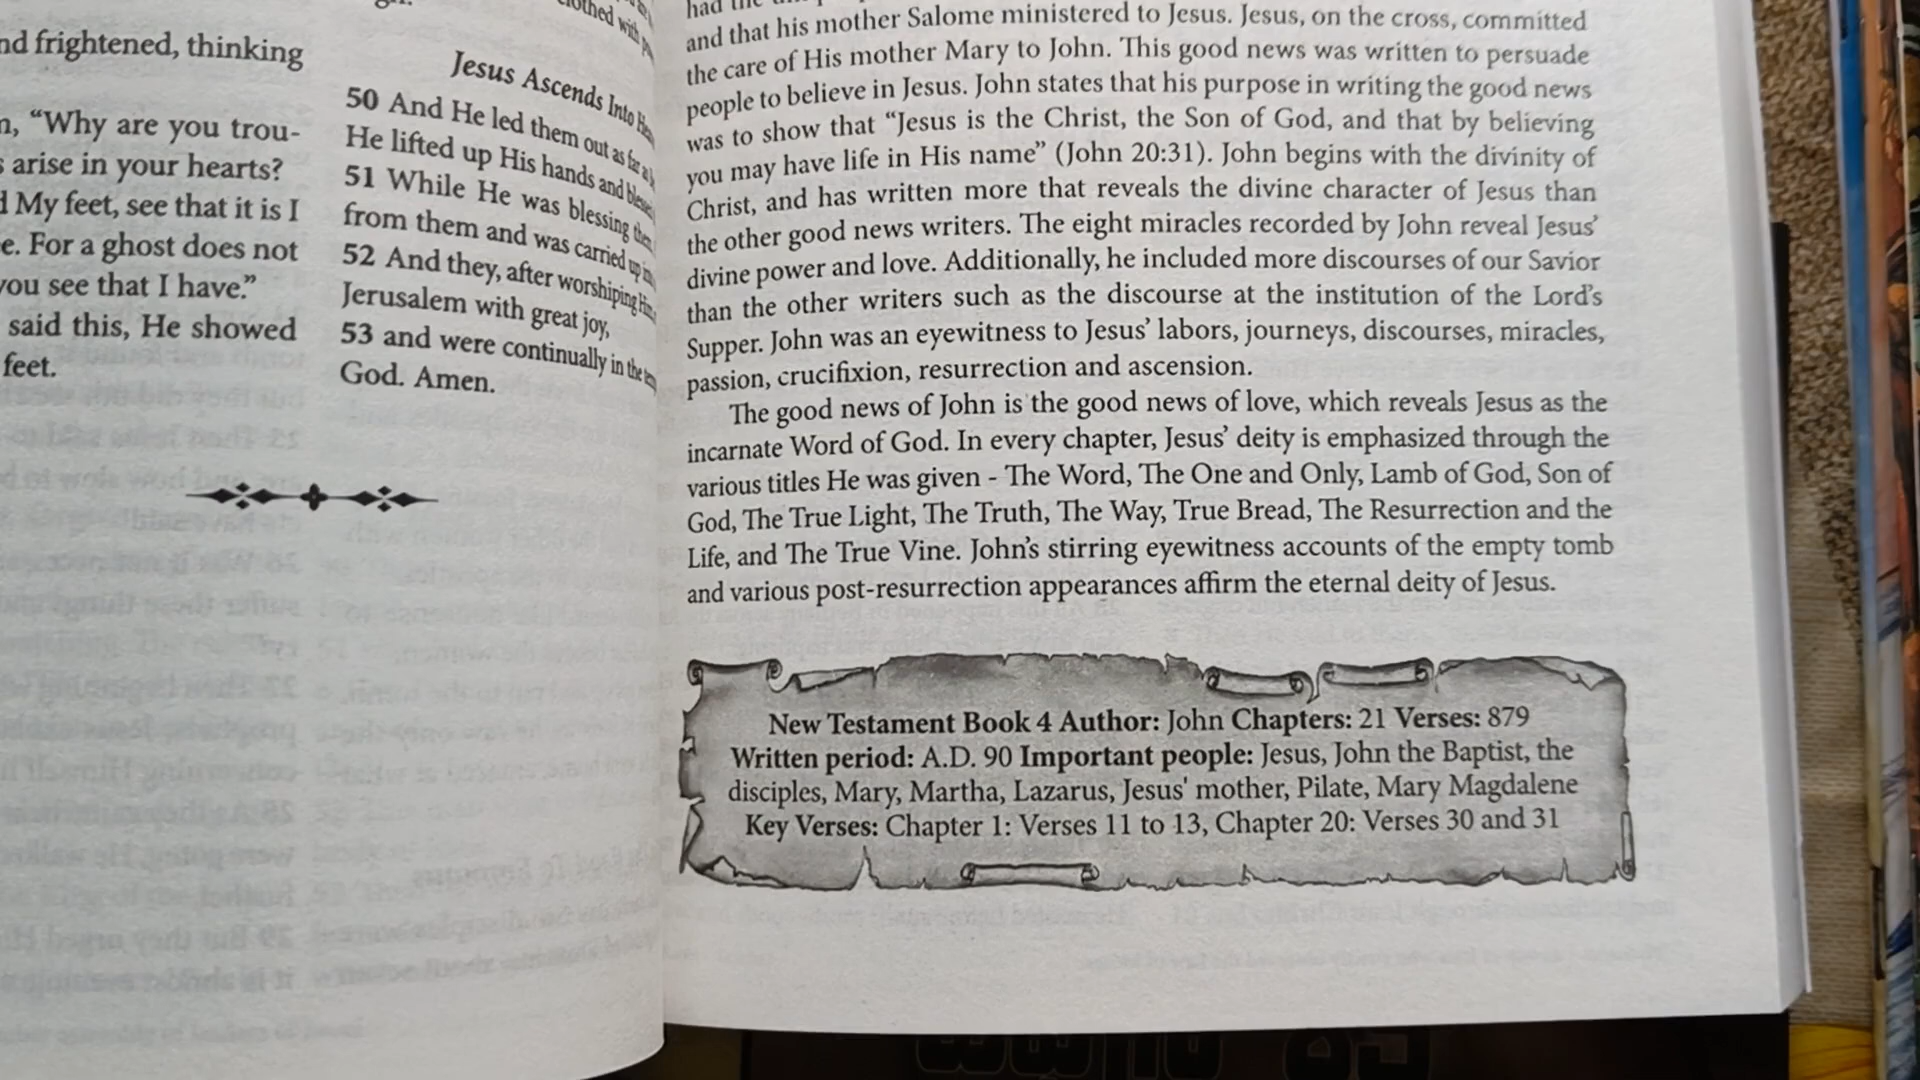 nd frightened, thinking
"Why are you trou-
arise in your hearts?
My feet, see that it is I
e. For a ghost does not
you see that I have."
said this, He showed
feet.
Jesus Ascends Into
50 And He led them out as far
He lifted up His hands and
51 While He was blessing
from them and was carried up
52 And they, after worshiping
Jerusalem with great joy,
53 and were continually in the
God. Amen.
had the
and that his mother Salome ministered to Jesus. Jesus, on the cross, committed
the care of His mother Mary to John. This good news was written to persuade
people to believe in Jesus. John states that his purpose in writing the good news
was to show that "Jesus is the Christ, the Son of God, and that by believing
you may have life in His name" (John 20:31). John begins with the divinity of
Christ, and has written more that reveals the divine character of Jesus than
the other good news writers. The eight miracles recorded by John reveal Jesus'
divine power and love. Additionally, he included more discourses of our Savior
than the other writers such as the discourse at the institution of the Lord's
Supper. John was an eyewitness to Jesus' labors, journeys, discourses, miracles,
passion, crucifixion, resurrection and ascension.
The good news of John is the good news of love, which reveals Jesus as the
incarnate Word of God. In every chapter, Jesus' deity is emphasized through the
various titles He was given - The Word, The One and Only, Lamb of God, Son of
God, The True Light, The Truth, The Way, True Bread, The Resurrection and the
Life, and The True Vine. John's stirring eyewitness accounts of the empty tomb
and various post-resurrection appearances affirm the eternal deity of Jesus.
New Testament Book 4 Author: John Chapters: 21 Verses: 879
Written period: A.D. 90 Important people: Jesus, John the Baptist, the
disciples, Mary, Martha, Lazarus, Jesus' mother, Pilate, Mary Magdalene
Key Verses: Chapter 1: Verses 11 to 13, Chapter 20: Verses 30 and 31